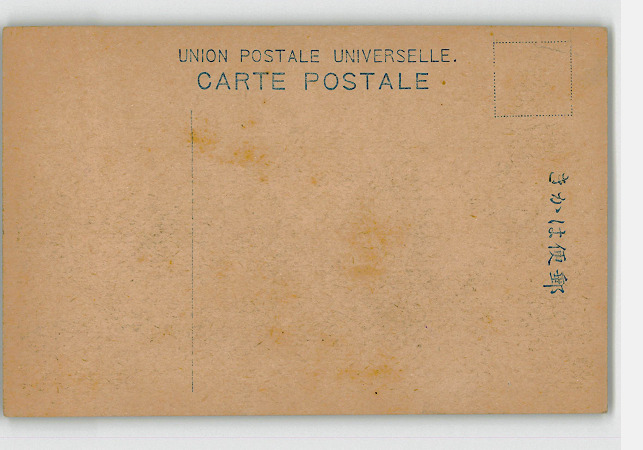 UNION POSTALE UNIVERSELLE.
CARTE POSTALE
きかは便郵